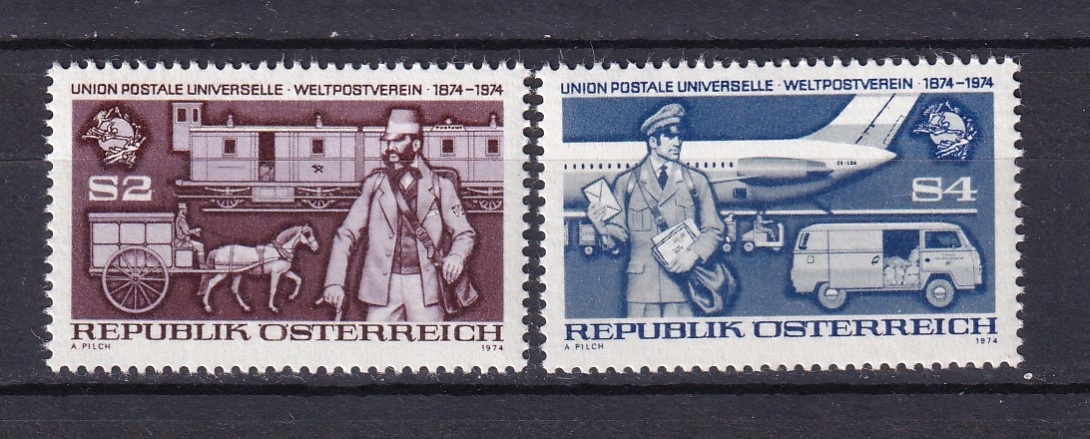 UNION POSTALE UNIVERSELLE · WELTPOSTVEREIN · 1874-1974
S2
REPUBLIK ÖSTERREICH
A. PILCH 1974
UNION POSTALE UNIVERSELLE · WELTPOSTVEREIN · 1874-1974
S4
REPUBLIK ÖSTERREICH
A. PILCH 1974